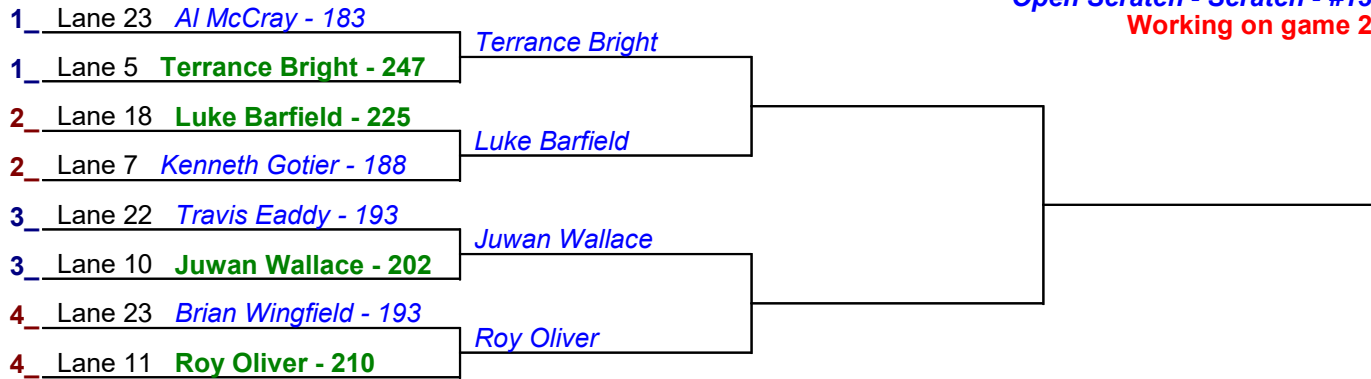 Open Scratch - Scratch - #
Working on game 2
1_ Lane 23 Al McCray - 183
Terrance Bright
1_ Lane 5 Terrance Bright - 247
2_ Lane 18 Luke Barfield - 225
Luke Barfield
2_ Lane 7 Kenneth Gotier - 188
3_ Lane 22 Travis Eaddy - 193
Juwan Wallace
3_ Lane 10 Juwan Wallace - 202
4_ Lane 23 Brian Wingfield - 193
Roy Oliver
4_ Lane 11 Roy Oliver - 210